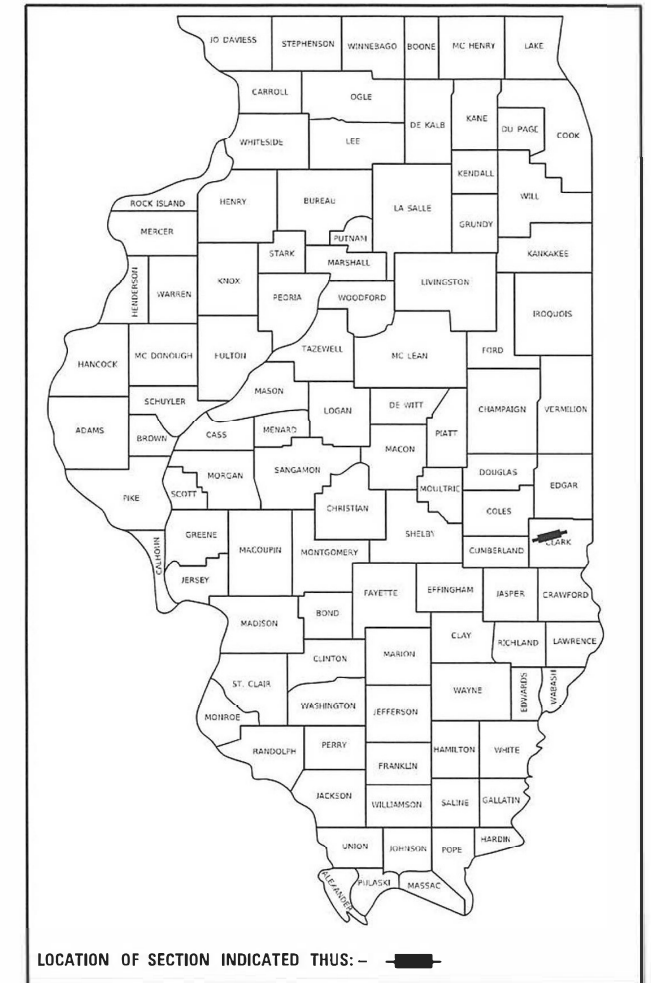 JO DAVIESS STEPHENSON WINNEBAGO BOONE MC HENRY LAKE
CARROLL OGLE DE KALB KANE DU PAGE COOK
WHITESIDE LEE
KENDALL WILL
ROCK ISLAND HENRY BUREAU LA SALLE GRUNDY
MERCER PUTNAM
STARK MARSHALL KANKAKEE
HENDERSON WARREN KNOX PEORIA WOODFORD LIVINGSTON
IROQUOIS
HANCOCK MC DONOUGH FULTON TAZEWELL MC LEAN FORD
SCHUYLER MASON LOGAN DE WITT CHAMPAIGN VERMILION
ADAMS BROWN CASS MENARD MACON PIATT
MORGAN SANGAMON DOUGLAS
PIKE SCOTT CHRISTIAN MOULTRIE EDGAR
COLES
CALHOUN GREENE MACOUPIN MONTGOMERY SHELBY CUMBERLAND CLARK
JERSEY
MADISON BOND FAYETTE EFFINGHAM JASPER CRAWFORD
CLINTON MARION CLAY RICHLAND LAWRENCE
ST. CLAIR WAYNE EDWARDS WABASH
MONROE WASHINGTON JEFFERSON
RANDOLPH PERRY FRANKLIN HAMILTON WHITE
JACKSON WILLIAMSON SALINE GALLATIN
UNION JOHNSON POPE HARDIN
ALEXANDER PULASKI MASSAC
LOCATION OF SECTION INDICATED THUS:-